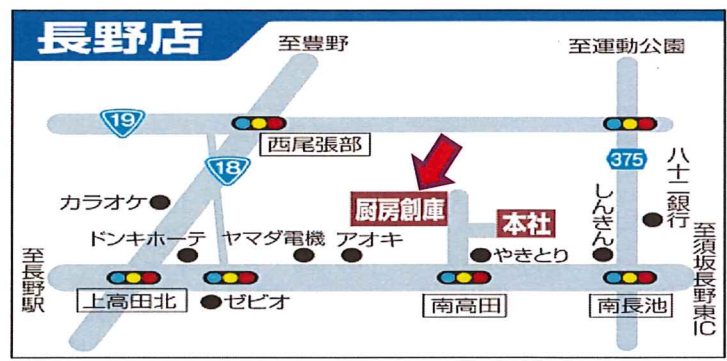 長野店
至豊野
至運動公園
19
西尾張部
18
375
八十二銀行
カラオケ
厨房創庫
本社
しんきん
ドンキホーテ
ヤマダ電機
アオキ
やきとり
至長野駅
至須坂長野東IC
上高田北
ゼビオ
南高田
南長池